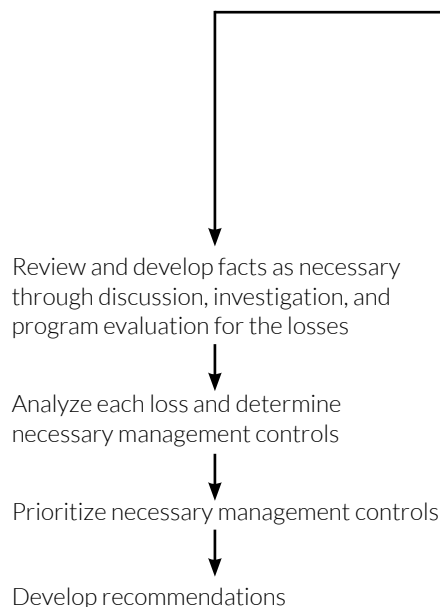 Review and develop facts as necessary
through discussion, investigation, and
program evaluation for the losses
Analyze each loss and determine
necessary management controls
Prioritize necessary management controls
Develop recommendations